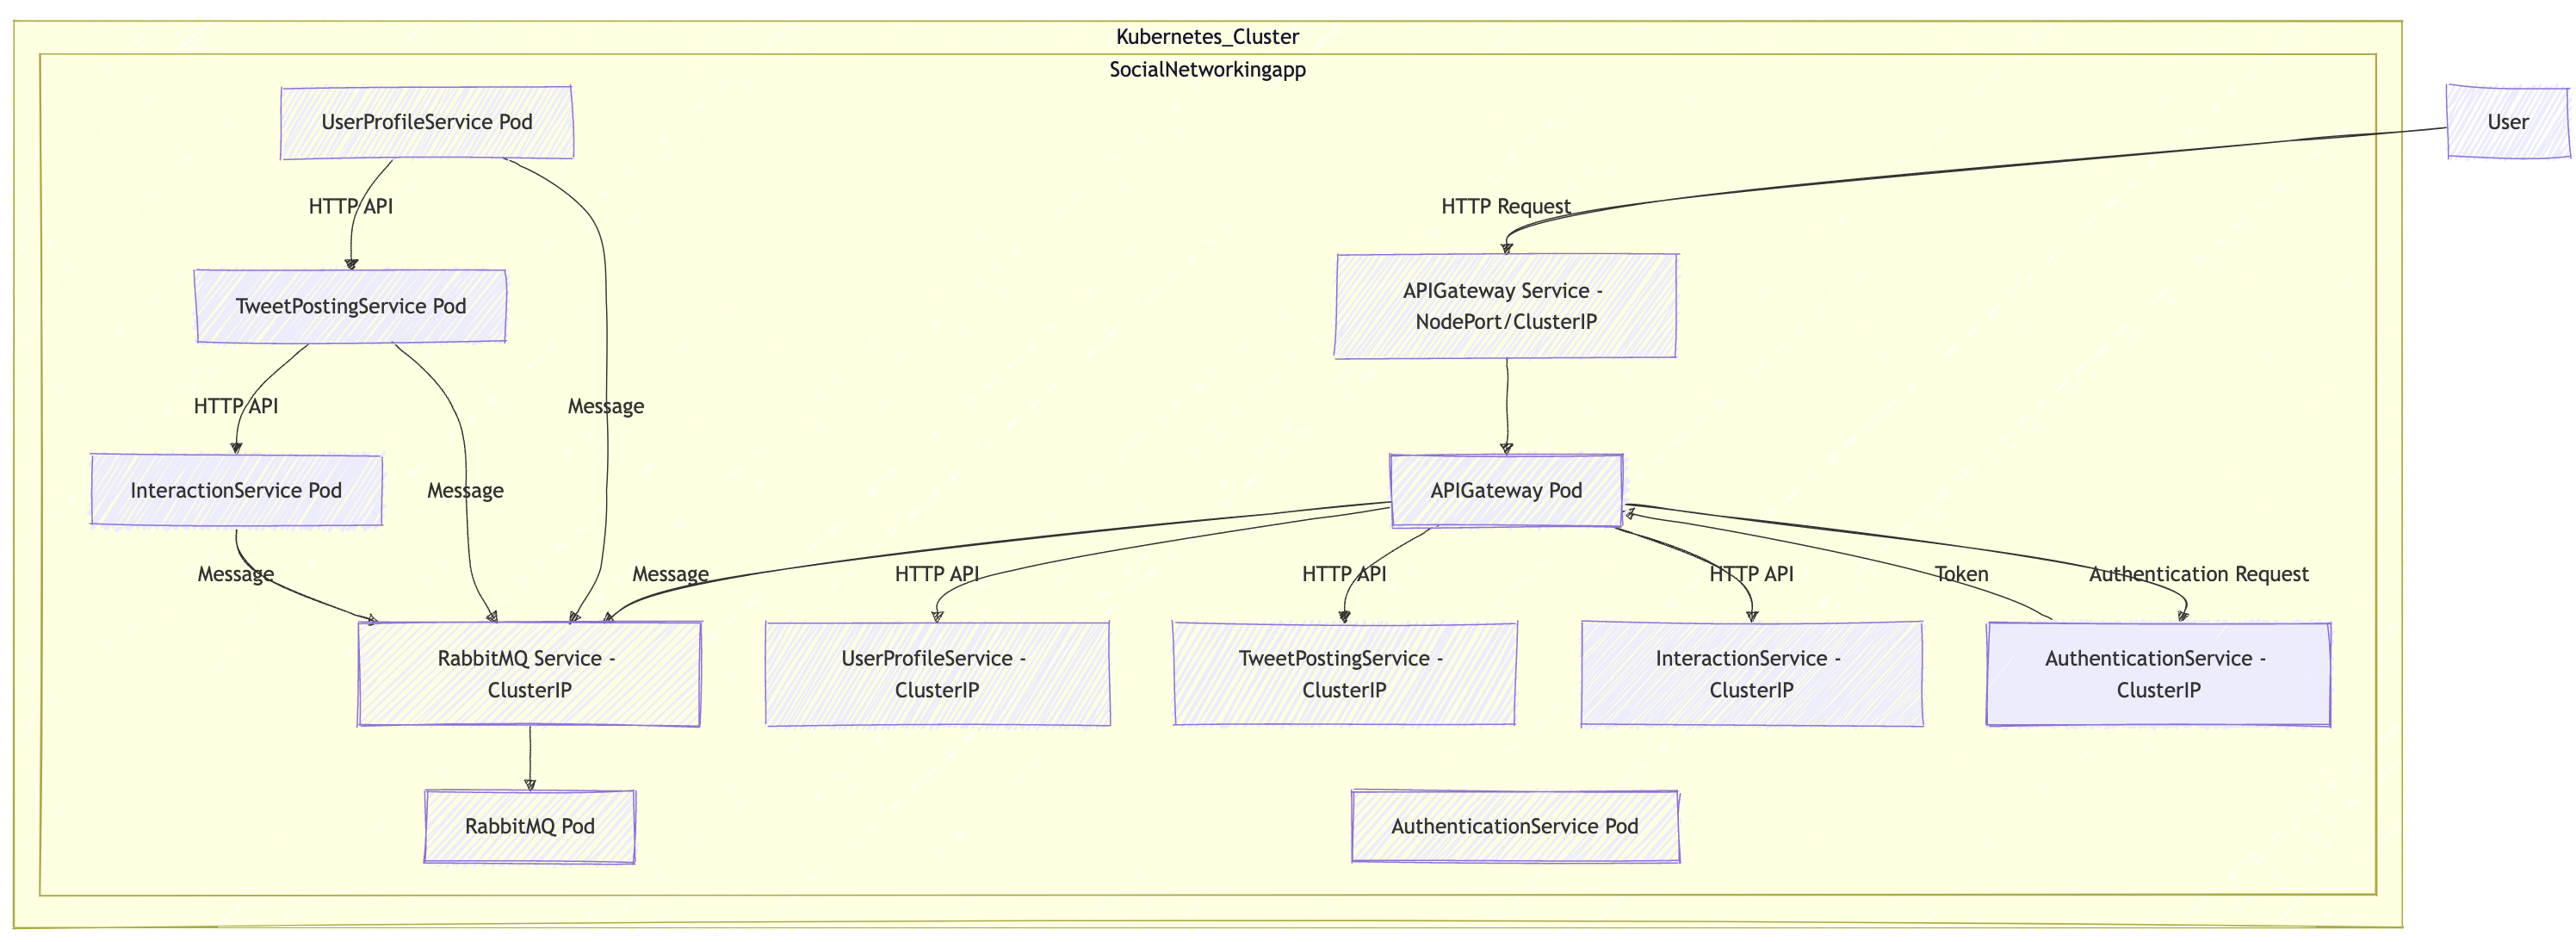 Kubernetes_Cluster
SocialNetworkingapp
UserProfileService Pod
User
HTTP API
HTTP Request
TweetPostingService Pod
APIGateway Service -
NodePort/ClusterIP
HTTP API
Message
InteractionService Pod
Message
APIGateway Pod
Message
Message
HTTP API
HTTP API
HTTP API
Token
Authentication Request
RabbitMQ Service -
ClusterIP
UserProfileService -
ClusterIP
TweetPostingService -
ClusterIP
InteractionService -
ClusterIP
AuthenticationService -
ClusterIP
RabbitMQ Pod
AuthenticationService Pod